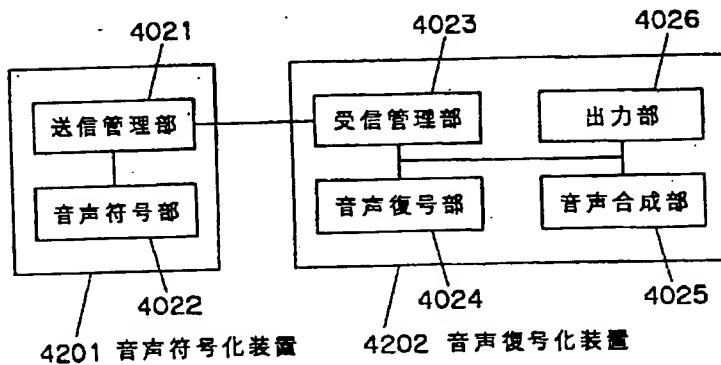 4021
4023
4026
送信管理部
受信管理部
出力部
音声符号部
音声復号部
音声合成部
4022
4024
4025
4201 音声符号化装置
4202 音声復号化装置